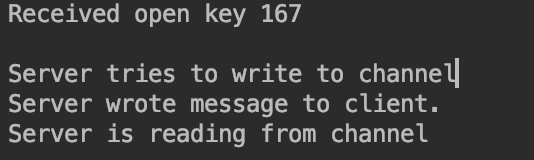 Received open key 167
Server tries to write to channel
Server wrote message to client.
Server is reading from channel